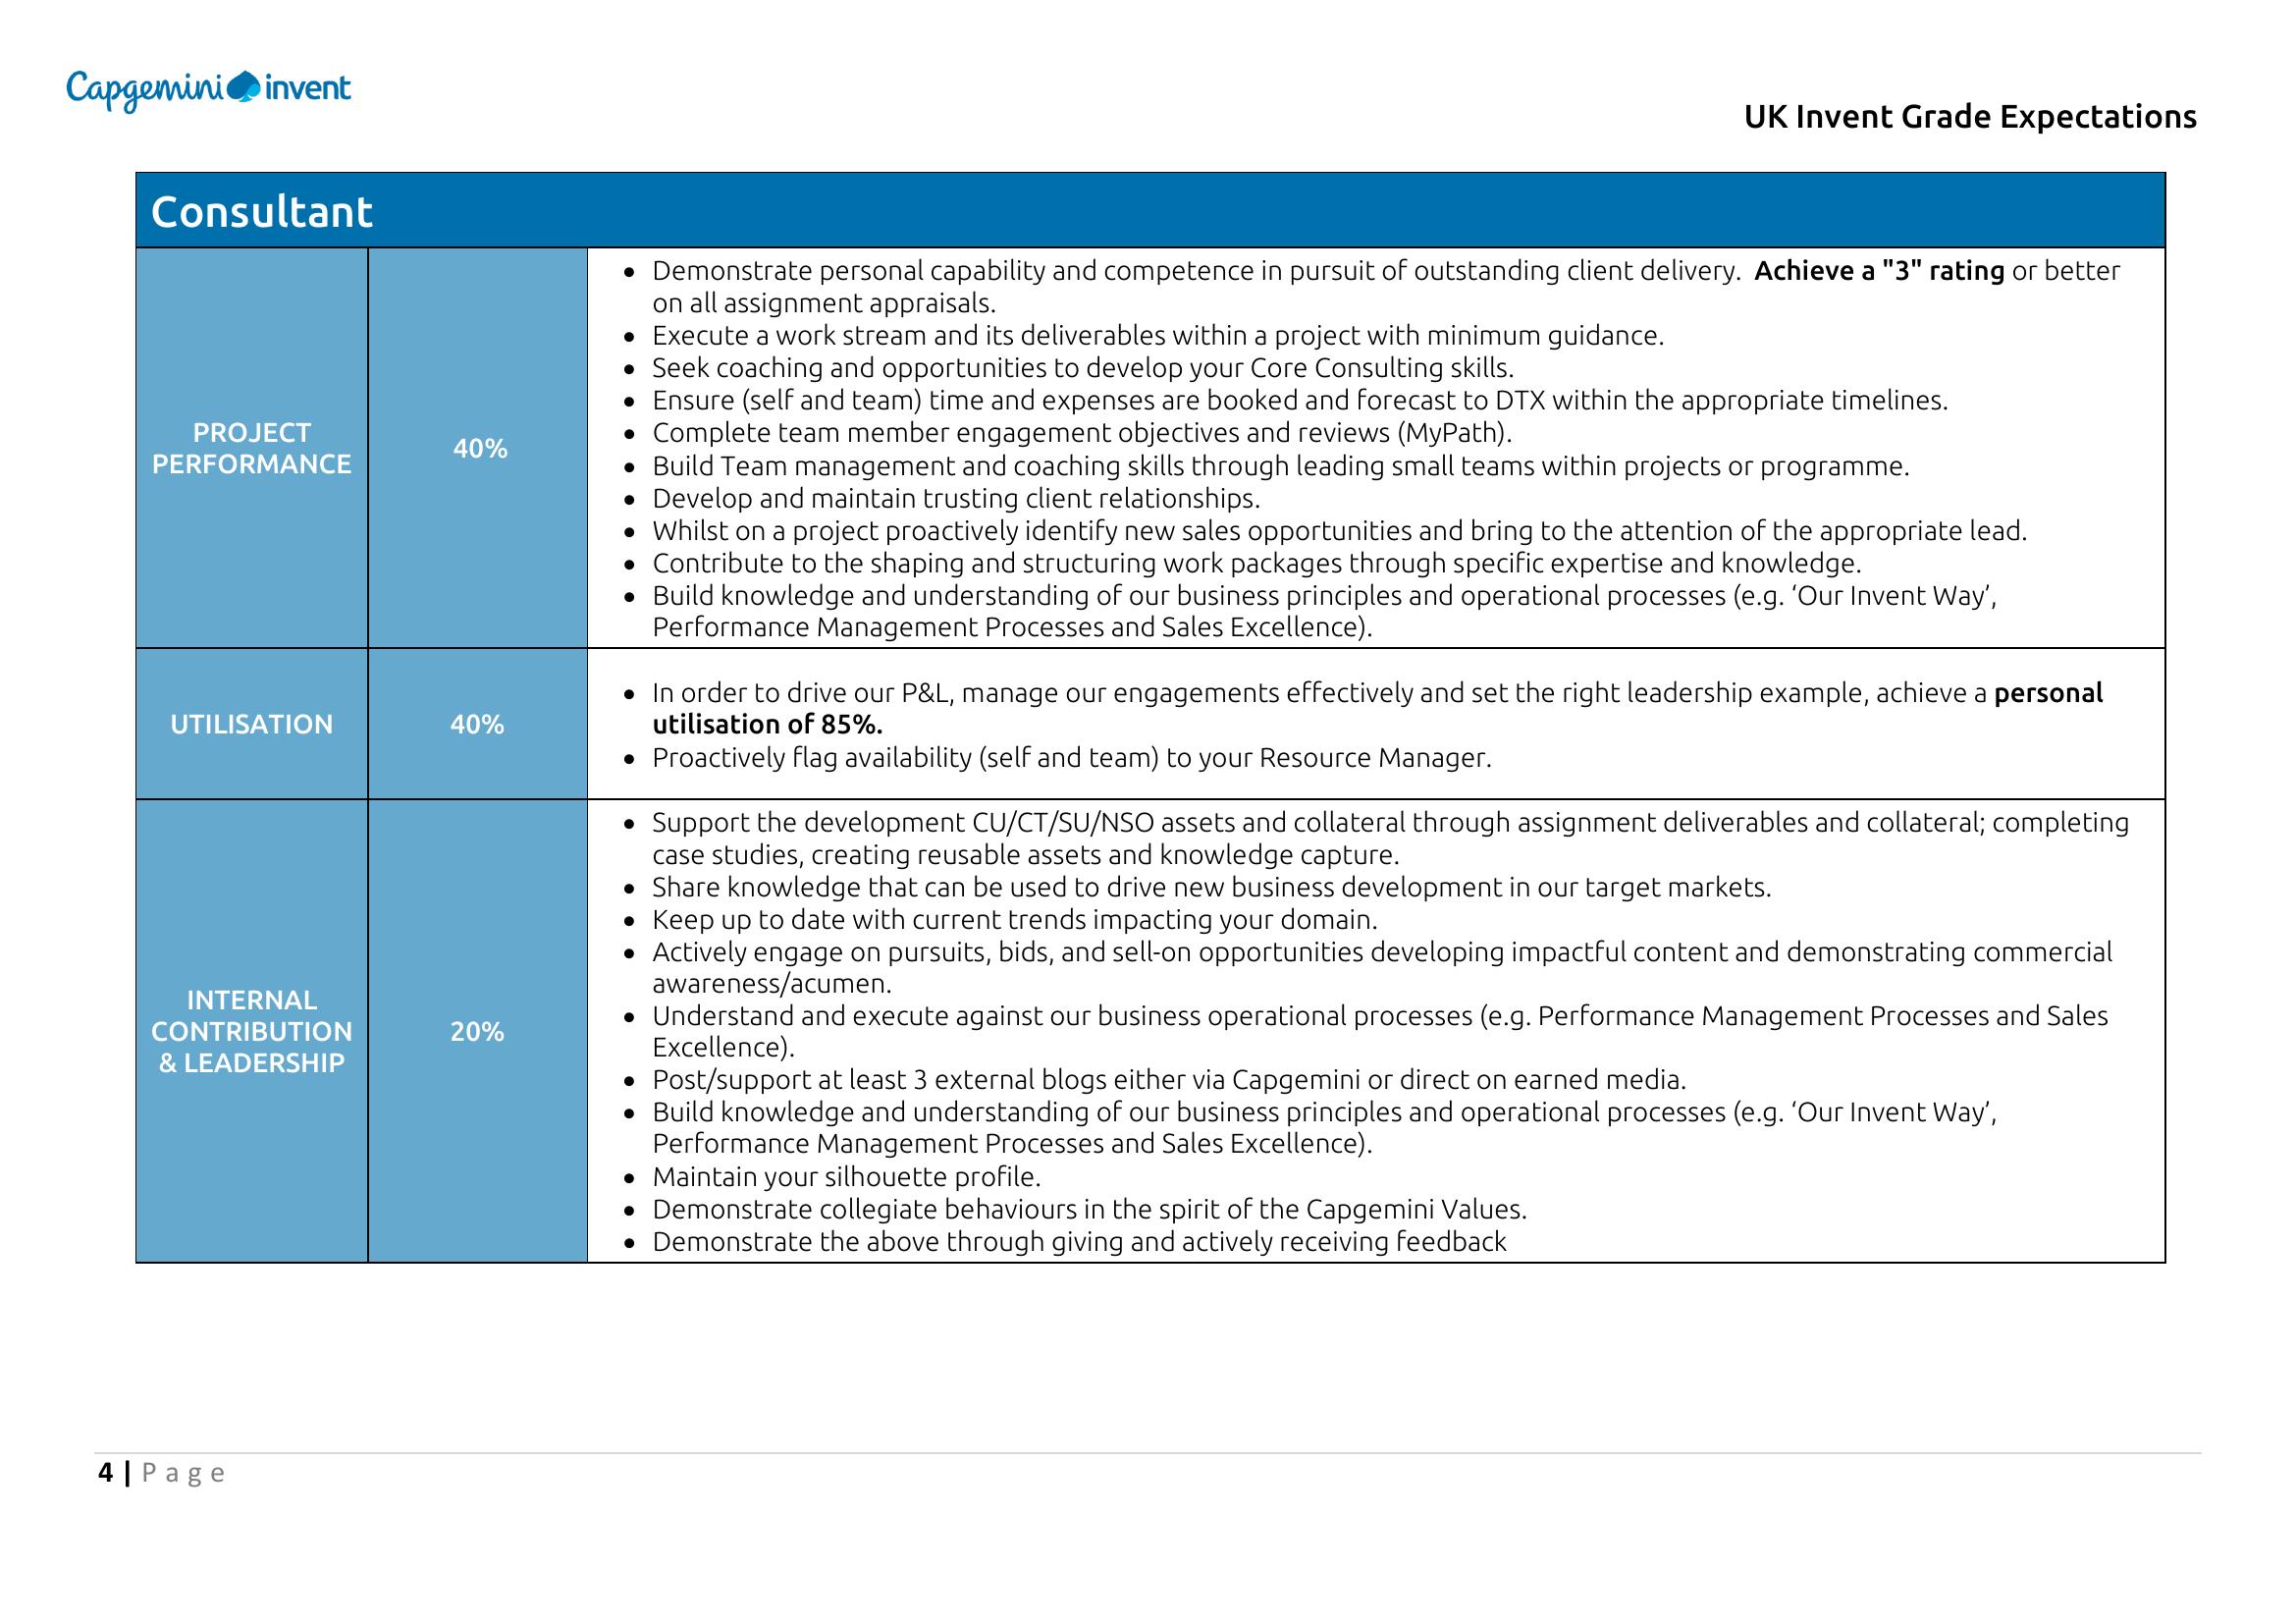 Capgemini invent
UK Invent Grade Expectations
Consultant
PROJECT
PERFORMANCE
40%
• Demonstrate personal capability and competence in pursuit of outstanding client delivery.  Achieve a "3" rating or better
on all assignment appraisals.
• Execute a work stream and its deliverables within a project with minimum guidance.
• Seek coaching and opportunities to develop your Core Consulting skills.
• Ensure (self and team) time and expenses are booked and forecast to DTX within the appropriate timelines.
• Complete team member engagement objectives and reviews (MyPath).
• Build Team management and coaching skills through leading small teams within projects or programme.
• Develop and maintain trusting client relationships.
• Whilst on a project proactively identify new sales opportunities and bring to the attention of the appropriate lead.
• Contribute to the shaping and structuring work packages through specific expertise and knowledge.
• Build knowledge and understanding of our business principles and operational processes (e.g. ‘Our Invent Way’,
Performance Management Processes and Sales Excellence).
UTILISATION
40%
• In order to drive our P&L, manage our engagements effectively and set the right leadership example, achieve a personal
utilisation of 85%.
• Proactively flag availability (self and team) to your Resource Manager.
INTERNAL
CONTRIBUTION
& LEADERSHIP
20%
• Support the development CU/CT/SU/NSO assets and collateral through assignment deliverables and collateral; completing
case studies, creating reusable assets and knowledge capture.
• Share knowledge that can be used to drive new business development in our target markets.
• Keep up to date with current trends impacting your domain.
• Actively engage on pursuits, bids, and sell-on opportunities developing impactful content and demonstrating commercial
awareness/acumen.
• Understand and execute against our business operational processes (e.g. Performance Management Processes and Sales
Excellence).
• Post/support at least 3 external blogs either via Capgemini or direct on earned media.
• Build knowledge and understanding of our business principles and operational processes (e.g. ‘Our Invent Way’,
Performance Management Processes and Sales Excellence).
• Maintain your silhouette profile.
• Demonstrate collegiate behaviours in the spirit of the Capgemini Values.
• Demonstrate the above through giving and actively receiving feedback
4 | Page